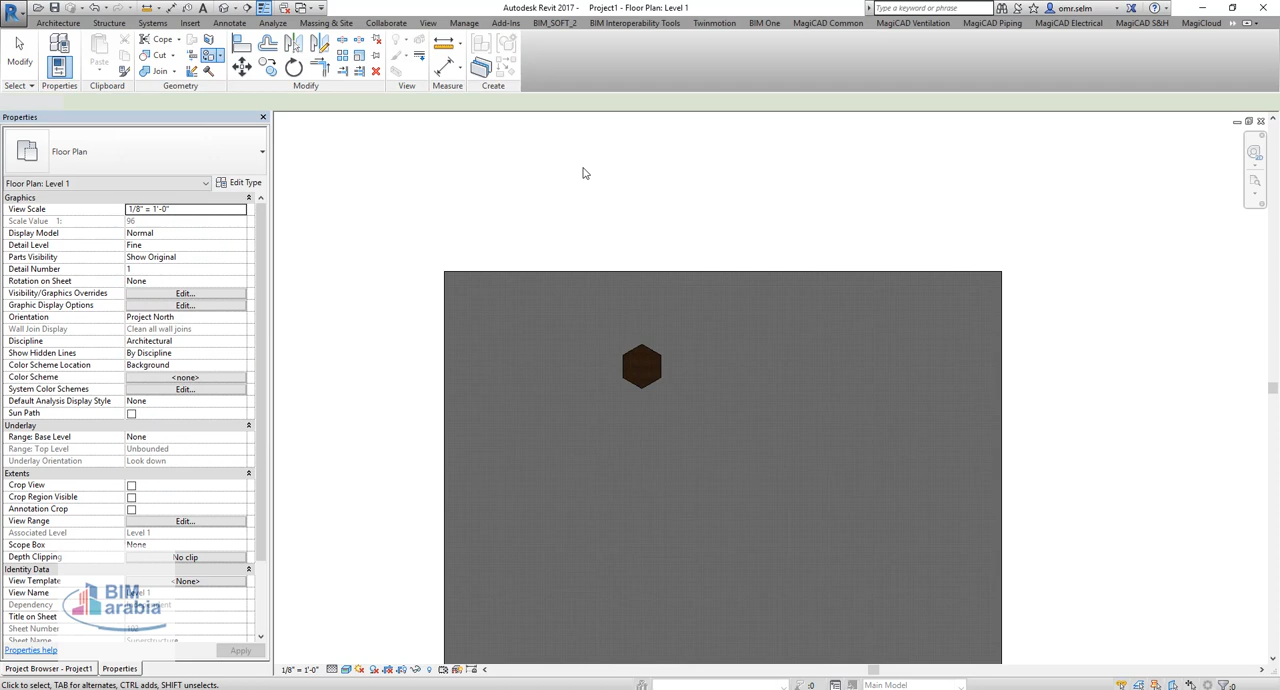 Autodesk Revit 2017 - Project1 - Floor Plan: Level 1
Type a keyword or phrase
omr.selm
Architecture Structure Systems Insert Annotate Analyze Massing & Site Collaborate View Manage Add-Ins BIM_SOFT_2 BIM Interoperability Tools Twinmotion BIM One MagiCAD Common MagiCAD Ventilation MagiCAD Piping MagiCAD Electrical MagiCAD S&H MagiCloud
Modify
Paste
Cope
Cut
Join
Select Properties Clipboard Geometry Modify View Measure Create
Properties
Floor Plan
Floor Plan: Level 1 Edit Type
Graphics
View Scale 1/8" = 1'-0"
Scale Value 1: 96
Display Model Normal
Detail Level Fine
Parts Visibility Show Original
Detail Number 1
Rotation on Sheet None
Visibility/Graphics Overrides Edit...
Graphic Display Options Edit...
Orientation Project North
Wall Join Display Clean all wall joins
Discipline Architectural
Show Hidden Lines By Discipline
Color Scheme Location Background
Color Scheme <none>
System Color Schemes Edit...
Default Analysis Display Style None
Sun Path
Underlay
Range: Base Level None
Range: Top Level Unbounded
Underlay Orientation Look down
Extents
Crop View
Crop Region Visible
Annotation Crop
View Range Edit...
Associated Level Level 1
Scope Box None
Depth Clipping No clip
Identity Data
View Template <None>
View Name Level 1
Dependency
Title on Sheet
Sheet Number 102
Sheet Name Superstructure
BIM
arabia
Properties help Apply
Project Browser - Project1 Properties
1/8" = 1'-0"
Click to select, TAB for alternates, CTRL adds, SHIFT unselects.
:0 Main Model :0